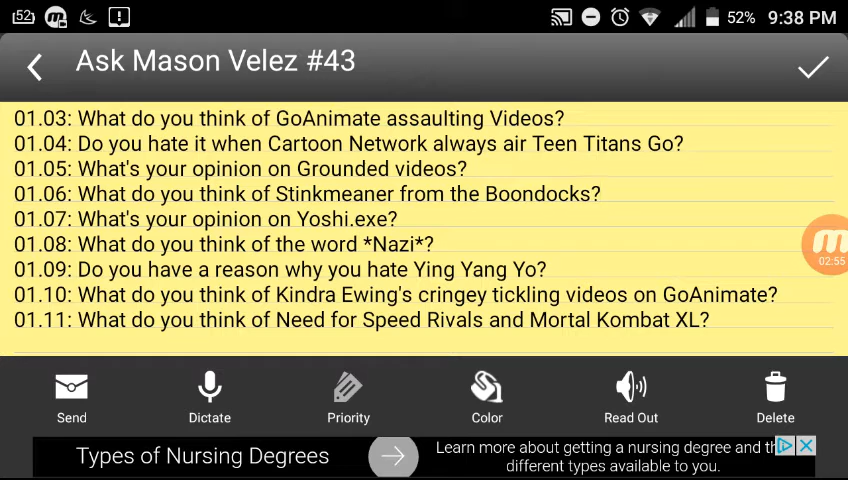 52 52% 9:38 PM
Ask Mason Velez #43
01.03: What do you think of GoAnimate assaulting Videos?
01.04: Do you hate it when Cartoon Network always air Teen Titans Go?
01.05: What's your opinion on Grounded videos?
01.06: What do you think of Stinkmeaner from the Boondocks?
01.07: What's your opinion on Yoshi.exe?
01.08: What do you think of the word *Nazi*?
01.09: Do you have a reason why you hate Ying Yang Yo?
01.10: What do you think of Kindra Ewing's cringey tickling videos on GoAnimate?
01.11: What do you think of Need for Speed Rivals and Mortal Kombat XL?
02:55
Send Dictate Priority Color Read Out Delete
Types of Nursing Degrees
Learn more about getting a nursing degree and
different types available to you.